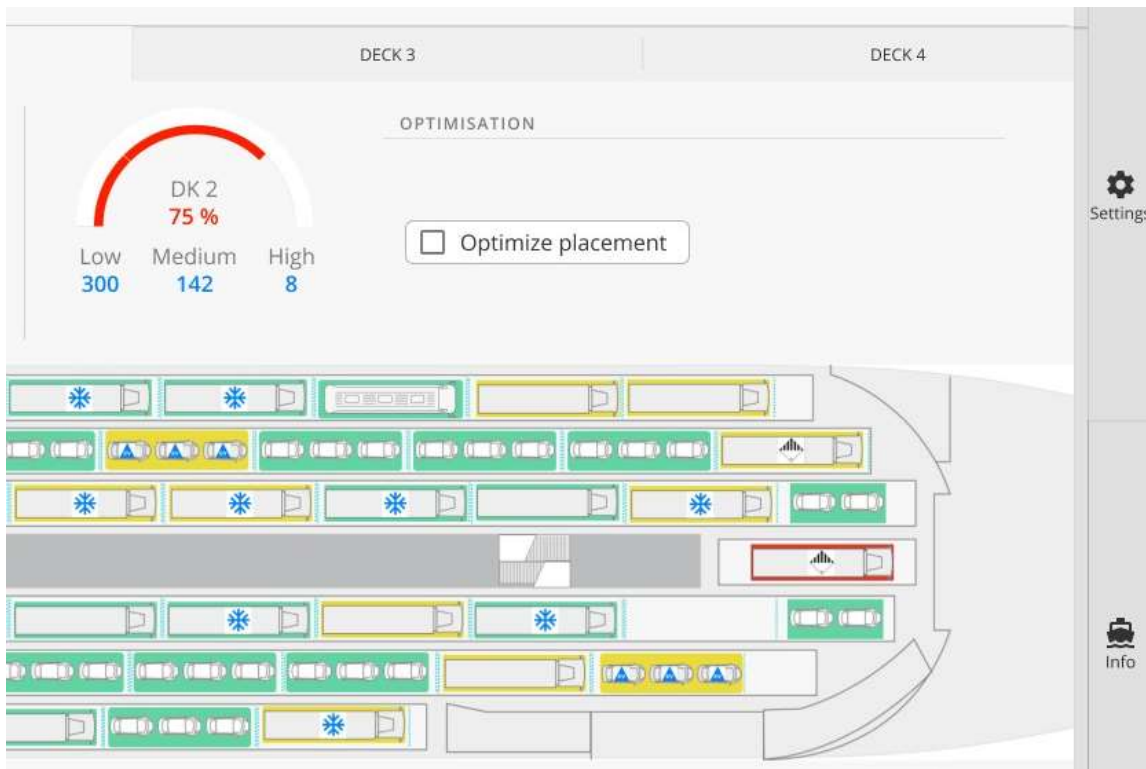 DECK 3
DECK 4
OPTIMISATION
DK 2
75 %
Optimize placement
Low Medium High
300 142 8
Settings
Info